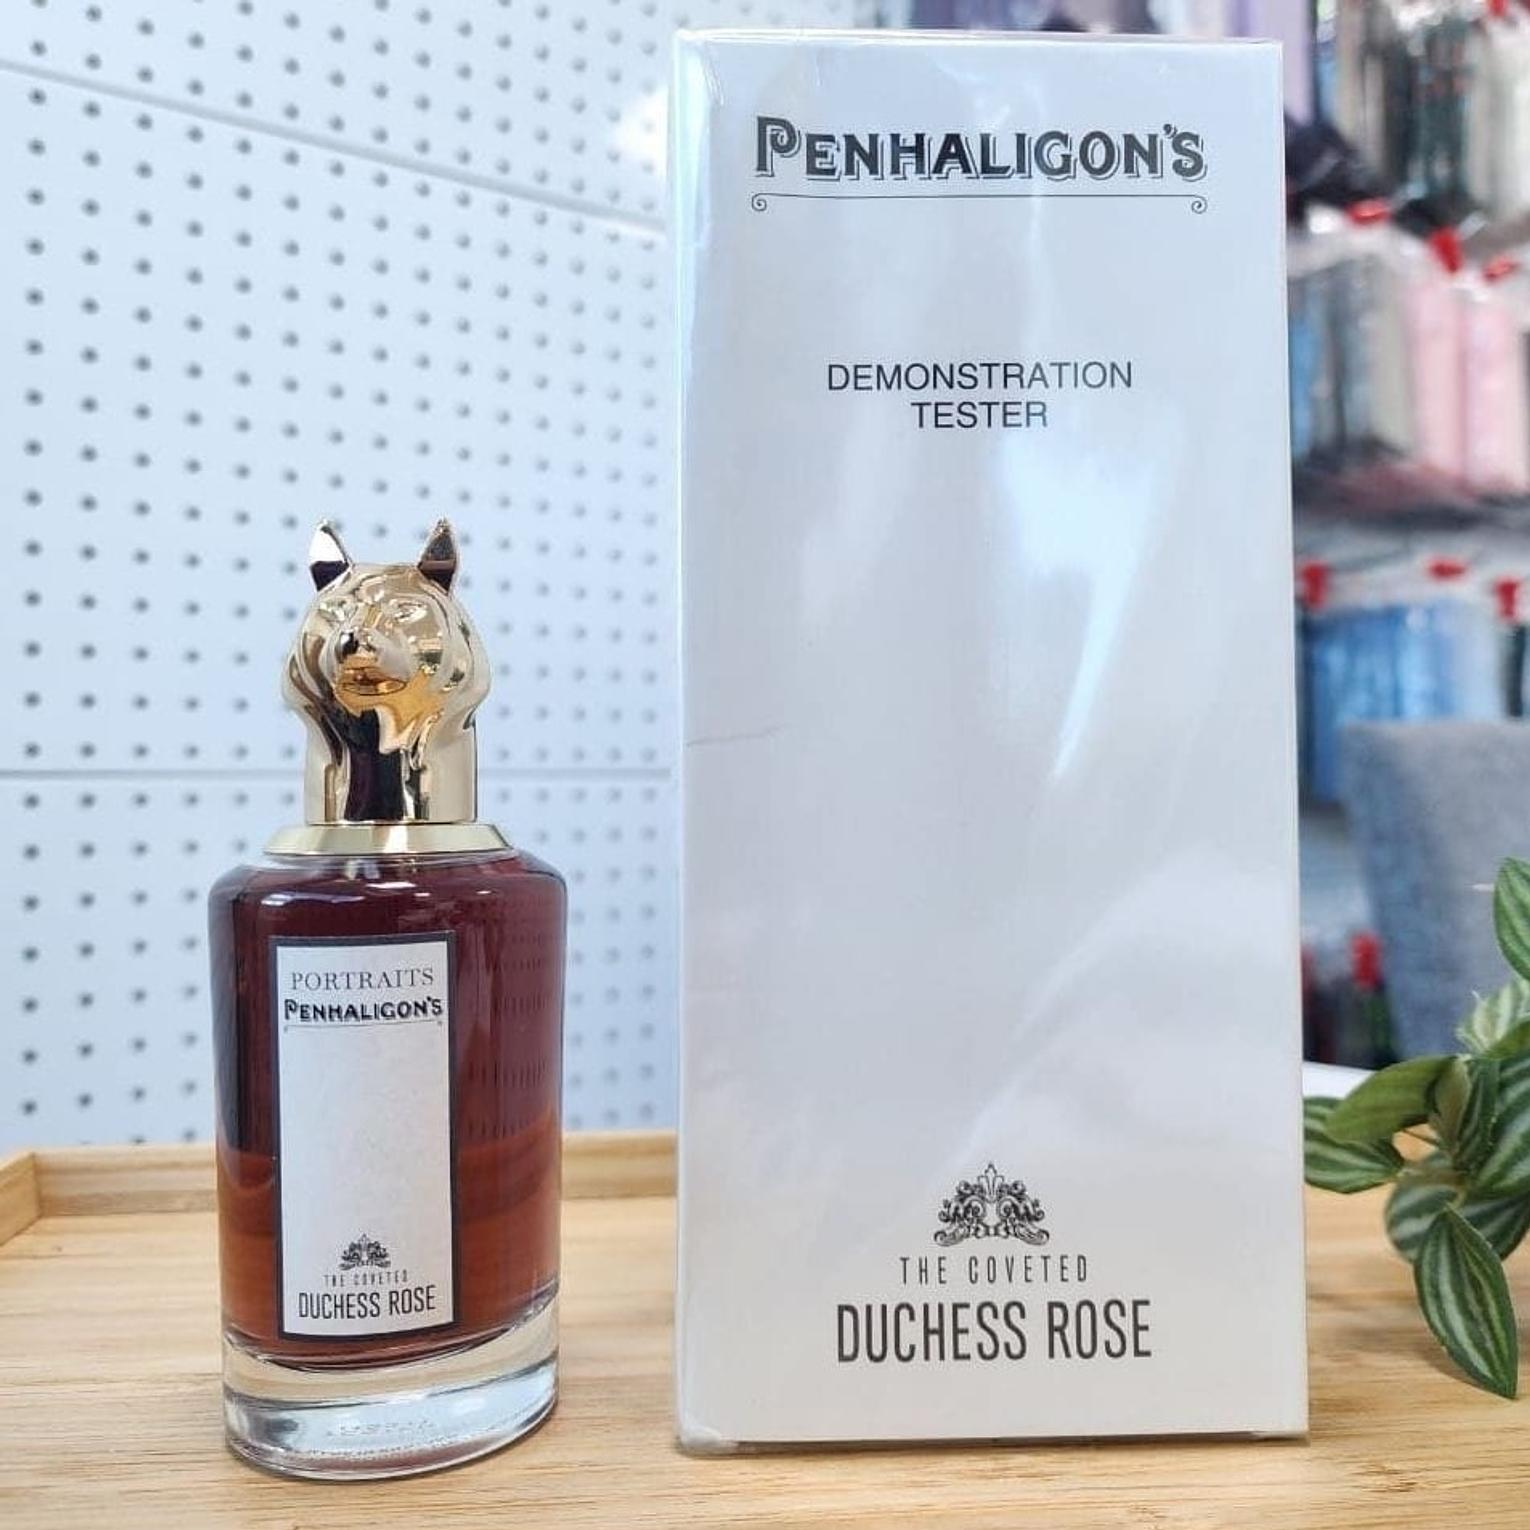 PENHALIGON'S
DEMONSTRATION
TESTER
THE COVETED
DUCHESS ROSE
PORTRAITS
PENHALIGON'S
THE COVETED
DUCHESS ROSE